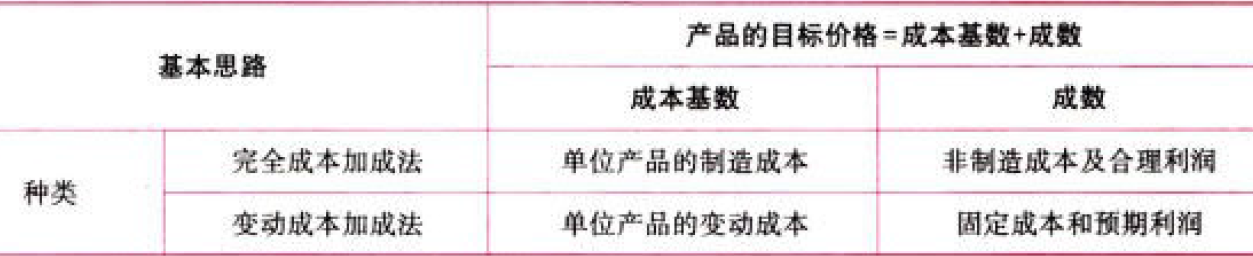 产品的目标价格=成本基数+成数
基本思路
成本基数
成数
种类
完全成本加成法
单位产品的制造成本
非制造成本及合理利润
变动成本加成法
单位产品的变动成本
固定成本和预期利润